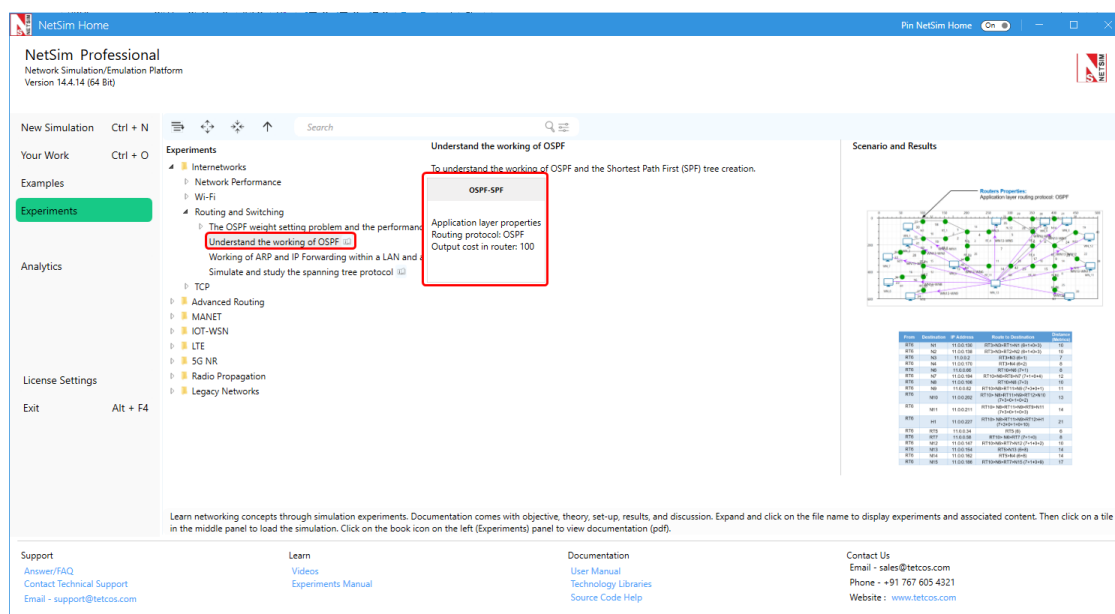 NetSim Home
Pin NetSim Home On
NetSim Professional
Network Simulation/Emulation Platform
Version 14.4.14 (64 Bit)
NETSIM
New Simulation Ctrl + N
Your Work Ctrl + O
Examples
Experiments
Analytics
License Settings
Exit Alt + F4
Search
Experiments
Internetworks
Network Performance
Wi-Fi
Routing and Switching
The OSPF weight setting problem and the performanc
Understand the working of OSPF
Working of ARP and IP Forwarding within a LAN and a
Simulate and study the spanning tree protocol
TCP
Advanced Routing
MANET
IOT-WSN
LTE
5G NR
Radio Propagation
Legacy Networks
Understand the working of OSPF
To understand the working of OSPF and the Shortest Path First (SPF) tree creation.
OSPF-SPF
Application layer properties
Routing protocol: OSPF
Output cost in router: 100
Scenario and Results
Routers Properties:
Application layer routing protocol: OSPF
From Destination IP Address Route to Destination Distance (Metrics)
Learn networking concepts through simulation experiments. Documentation comes with objective, theory, set-up, results, and discussion. Expand and click on the file name to display experiments and associated content. Then click on a tile
in the middle panel to load the simulation. Click on the book icon on the left (Experiments) panel to view documentation (pdf).
Support
Answer/FAQ
Contact Technical Support
Email - support@tetcos.com
Learn
Videos
Experiments Manual
Documentation
User Manual
Technology Libraries
Source Code Help
Contact Us
Email - sales@tetcos.com
Phone - +91 767 605 4321
Website : www.tetcos.com